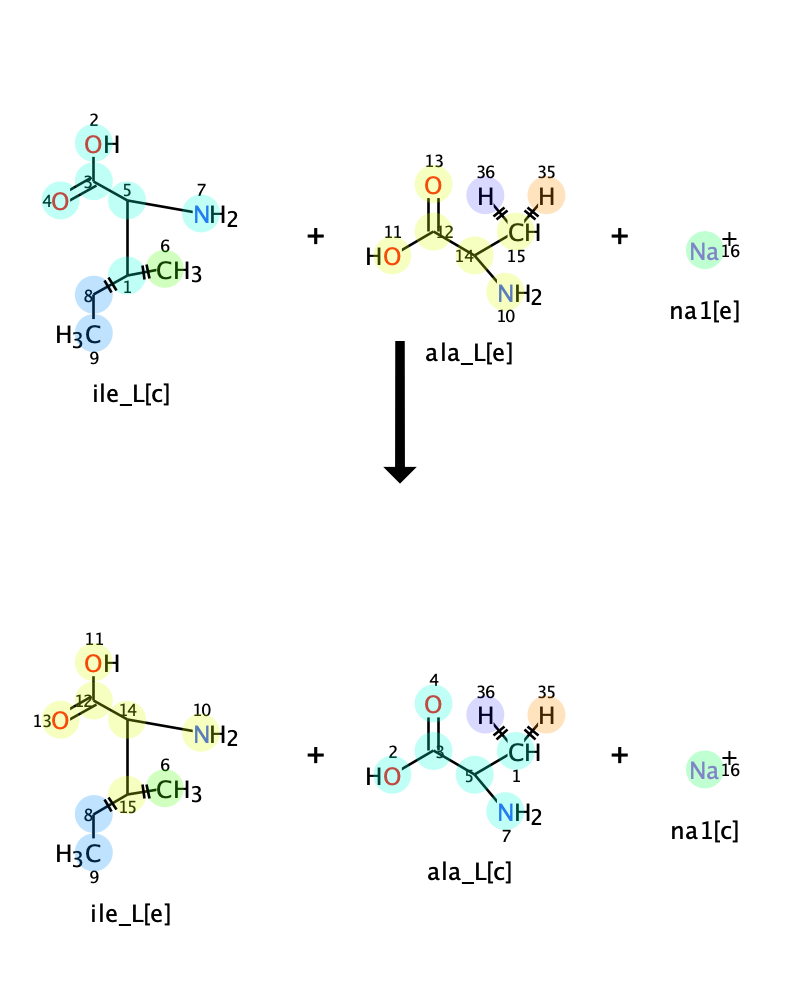 2
OH
3
4O
5
7
NH2
6
CH3
8
1
H3C
9
ile_L[c]
+
13
O
36
H
35
H
11
HO
12
14
CH
15
NH2
10
ala_L[e]
+
Na+
16
na1[e]
11
OH
12
13O
14
10
NH2
6
CH3
8
15
H3C
9
ile_L[e]
+
4
O
36
H
35
H
2
HO
3
5
CH
1
NH2
7
ala_L[c]
+
Na+
16
na1[c]